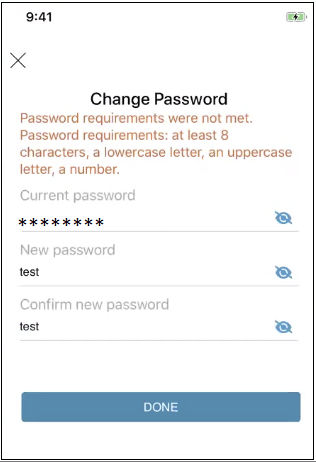 9:41
Change Password
Password requirements were not met.
Password requirements: at least 8
characters, a lowercase letter, an uppercase
letter, a number.
Current password
********
New password
test
Confirm new password
test
DONE